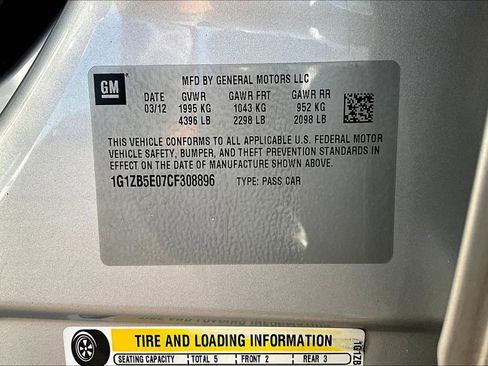 GM
MFD BY GENERAL MOTORS LLC
DATE GVWR GAWR FRT GAWR RR
03/12 1995 KG 1043 KG 952 KG
4396 LB 2298 LB 2098 LB
THIS VEHICLE CONFORMS TO ALL APPLICABLE U.S. FEDERAL MOTOR
VEHICLE SAFETY, BUMPER, AND THEFT PREVENTION STANDARDS IN
EFFECT ON THE DATE OF MANUFACTURE SHOWN ABOVE.
1G1ZB5E07CF308896 TYPE: PASS CAR
TIRE AND LOADING INFORMATION
SEATING CAPACITY TOTAL 5 FRONT 2 REAR 3
1G1ZB